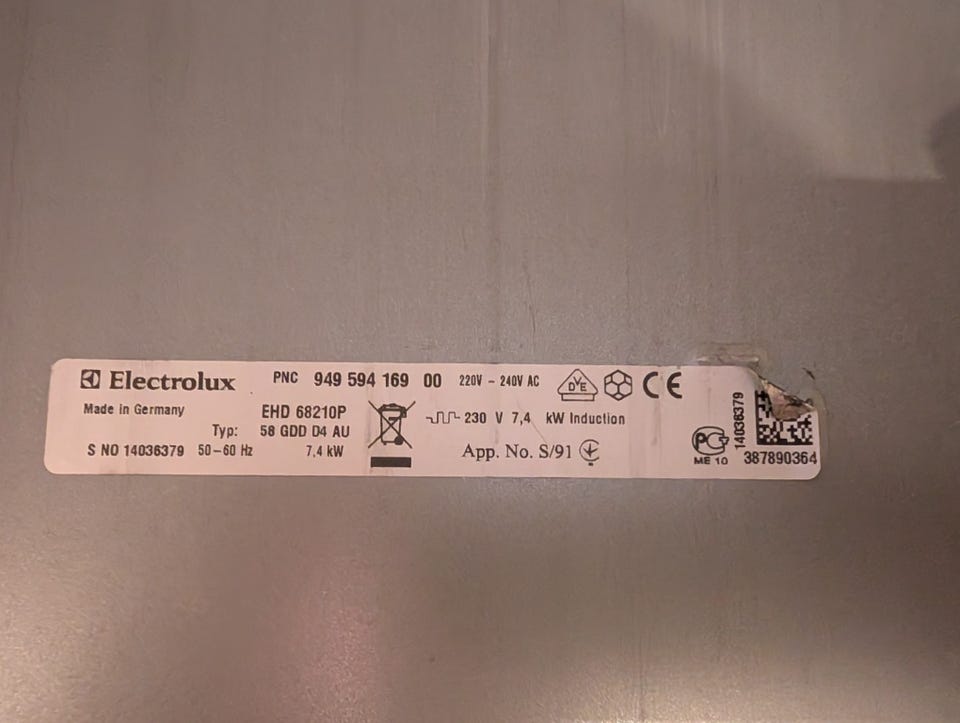 Electrolux PNC 949 594 169 00 220V - 240V AC DVE CE
Made in Germany EHD 68210P 230 V 7,4 kW Induction
Typ: 58 GDD D4 AU
S NO 14036379 50-60 Hz 7,4 kW App. No. S/91
ME 10
14036379
387890364